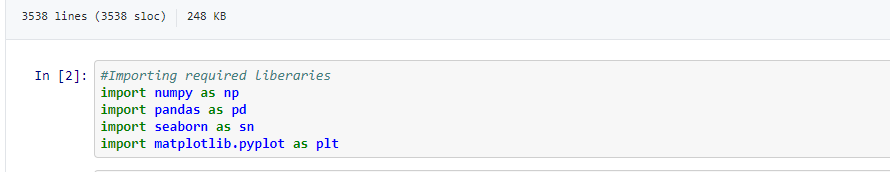 3538 lines (3538 sloc) 248 KB
In [2]: #Importing required liberaries
import numpy as np
import pandas as pd
import seaborn as sn
import matplotlib.pyplot as plt